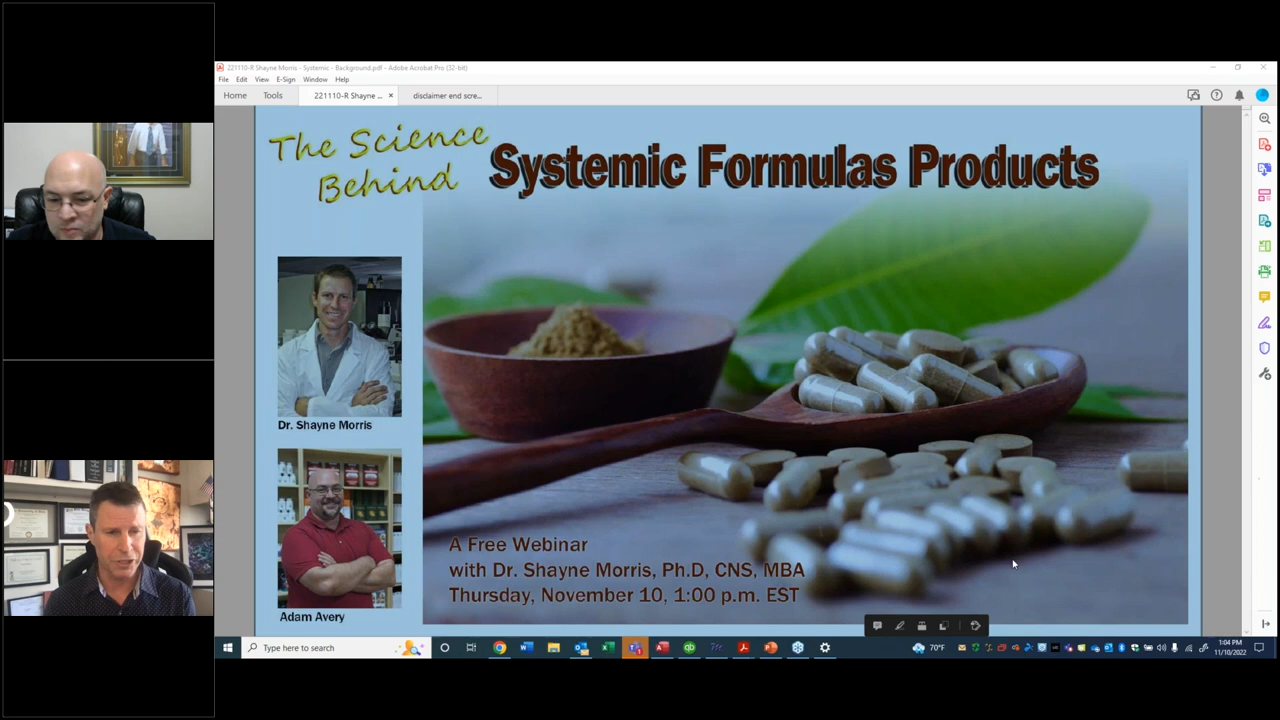 221110-R Shayne Morris - Systemic - Background.pdf - Adobe Acrobat Pro (32-bit)
File Edit View E-Sign Window Help
Home Tools 221110-R Shayne ... × disclaimer end scre...
The Science
Behind
Systemic Formulas Products
Dr. Shayne Morris
Adam Avery
A Free Webinar
with Dr. Shayne Morris, Ph.D, CNS, MBA
Thursday, November 10, 1:00 p.m. EST
Type here to search
70°F
1:04 PM
11/10/2022